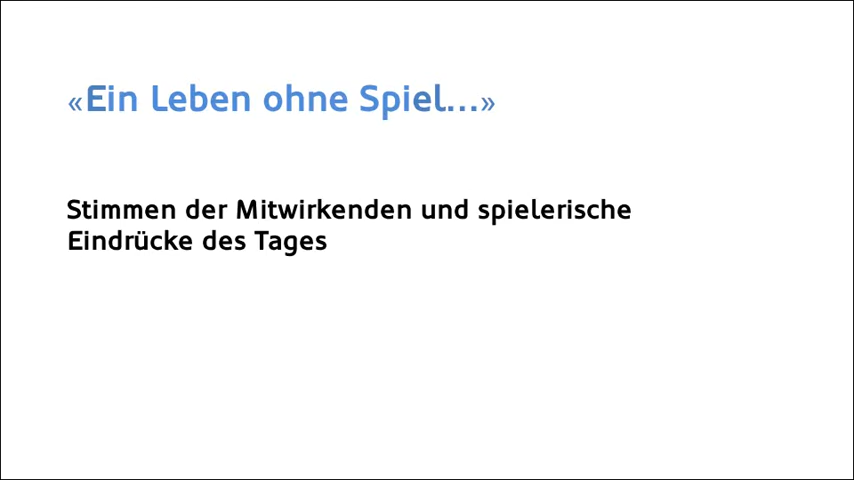 «Ein Leben ohne Spiel...»
Stimmen der Mitwirkenden und spielerische
Eindrücke des Tages